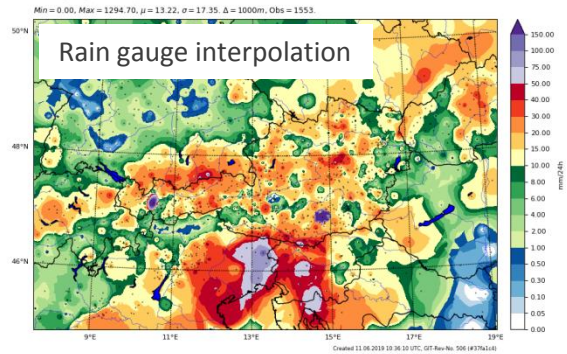 Min = 0.00, Max = 1294.70, μ = 13.22, σ = 17.35. Δ = 1000m, Obs = 1553.
Rain gauge interpolation
50°N
48°N
46°N
9°E
11°E
13°E
15°E
17°E
19°E
150.00
100.00
75.00
50.00
40.00
30.00
20.00
15.00
10.00
8.00
6.00
4.00
2.00
1.00
0.50
0.30
0.10
0.05
0.00
mm/24h
Created 11.06.2019 10:36:10 UTC, GIT-Rev-No. 506 (#37fa1c8)